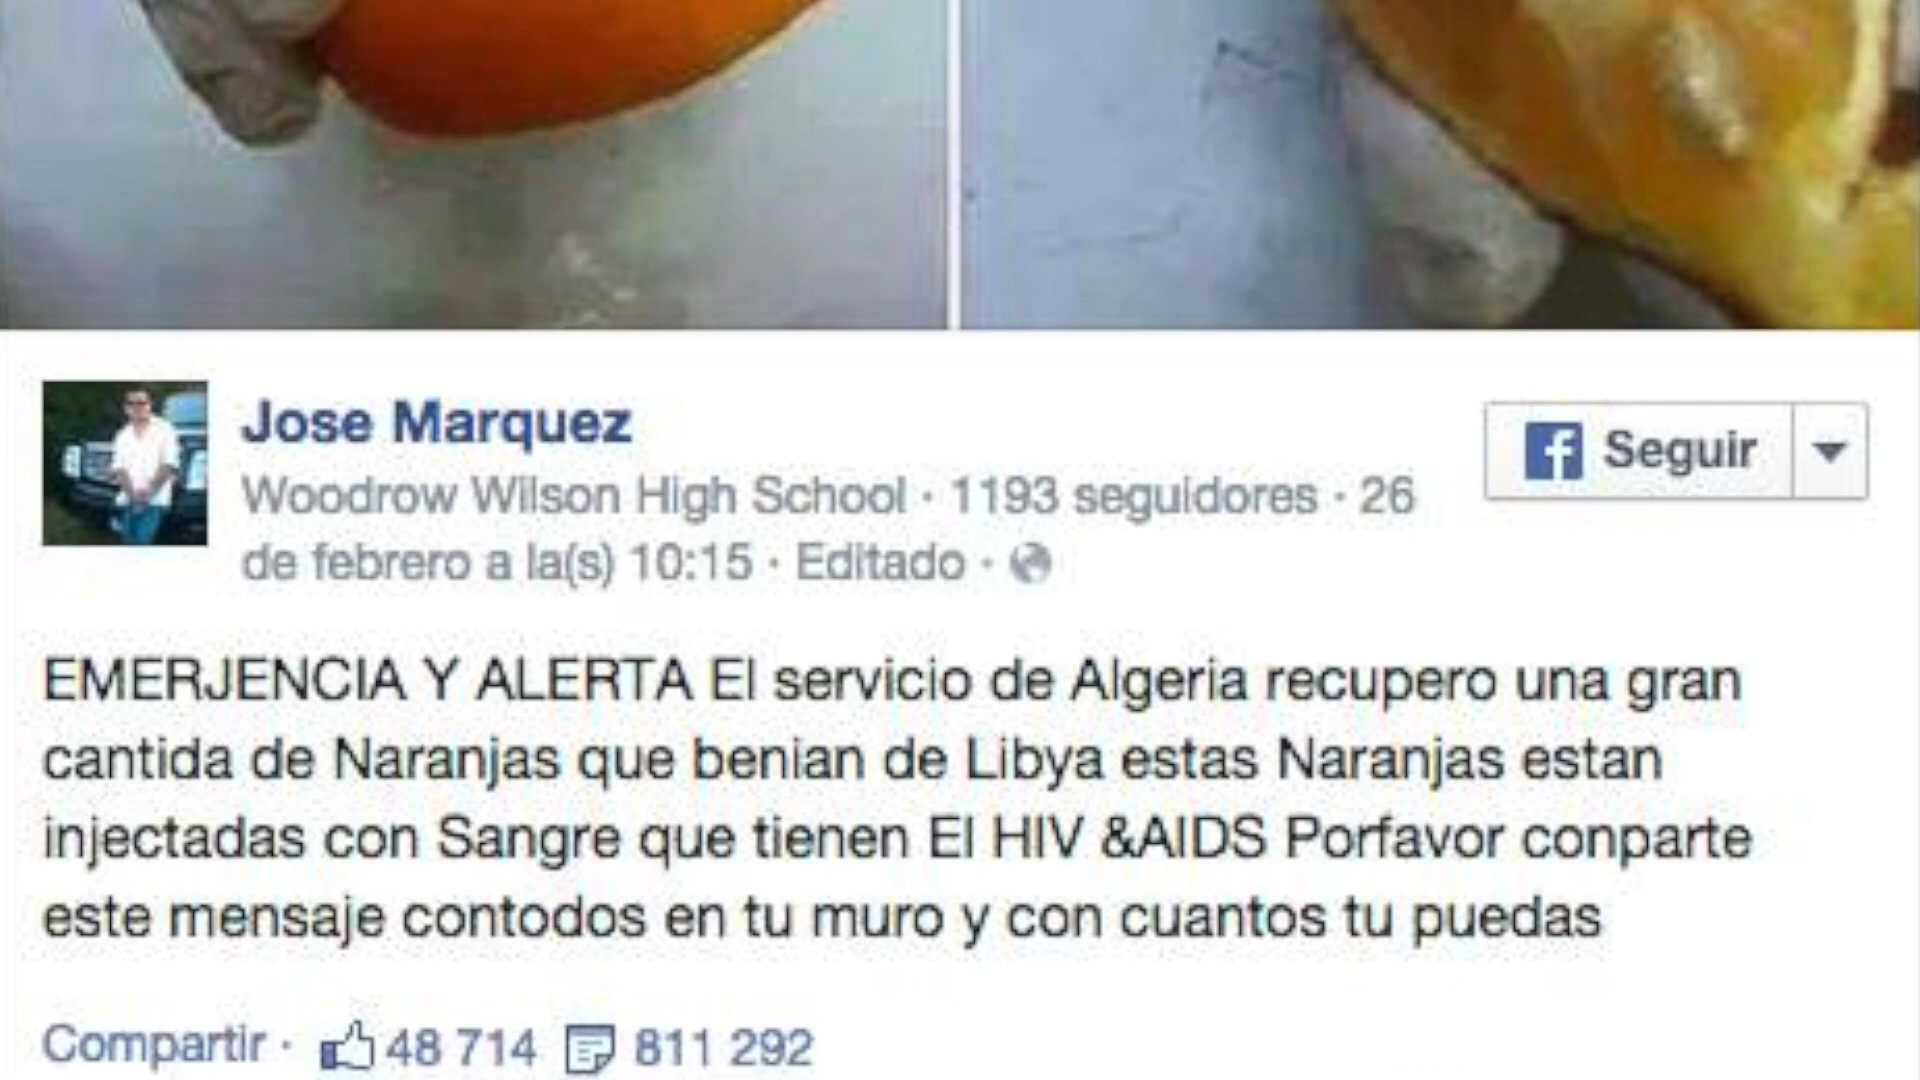 Jose Marquez
Seguir
Woodrow Wilson High School · 1193 seguidores · 26
de febrero a la(s) 10:15 · Editado ·
EMERJENCIA Y ALERTA El servicio de Algeria recupero una gran
cantida de Naranjas que benian de Libya estas Naranjas estan
injectadas con Sangre que tienen El HIV &AIDS Porfavor conparte
este mensaje contodos en tu muro y con cuantos tu puedas
Compartir · 48 714 811 292